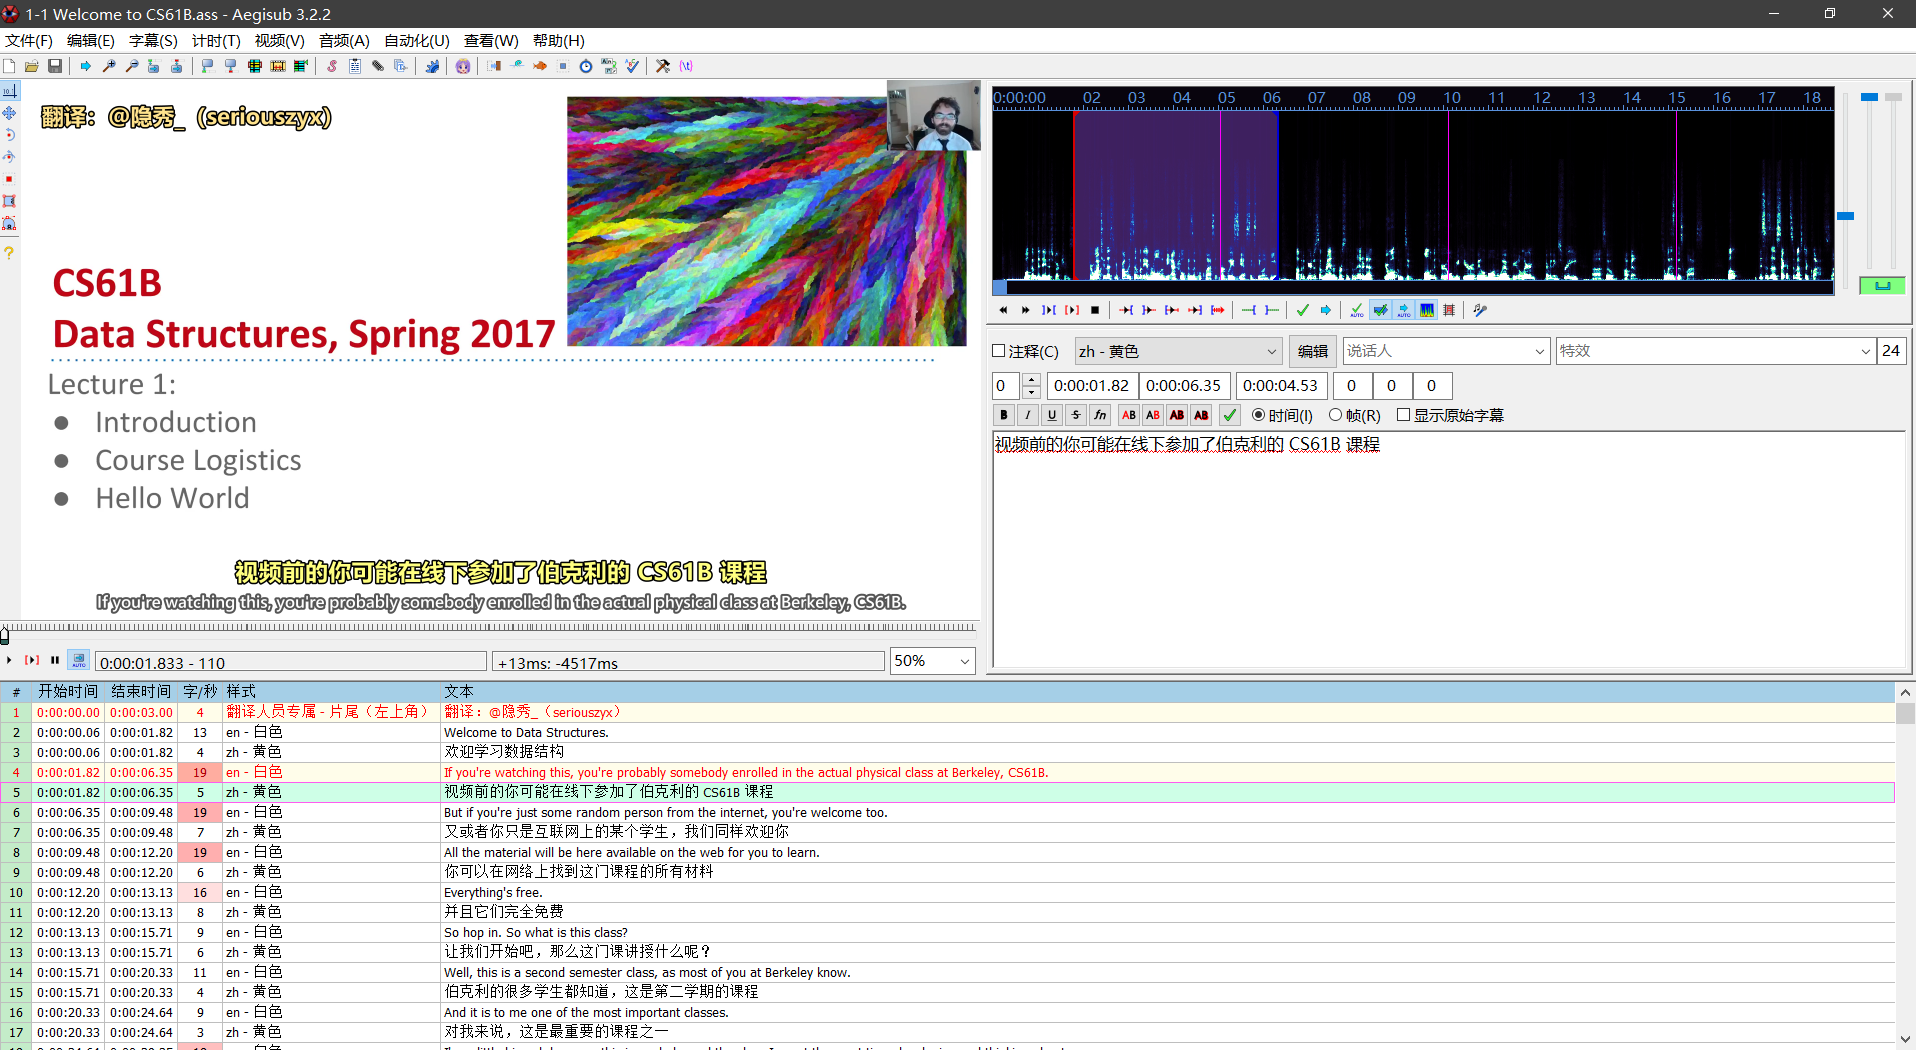 1-1 Welcome to CS61B.ass - Aegisub 3.2.2
文件(F) 编辑(E) 字幕(S) 计时(T) 视频(V) 音频(A) 自动化(U) 查看(W) 帮助(H)
翻译：@隐秀_（seriouszyx）
CS61B
Data Structures, Spring 2017
Lecture 1:
● Introduction
● Course Logistics
● Hello World
视频前的你可能在线下参加了伯克利的 CS61B 课程
If you're watching this, you're probably somebody enrolled in the actual physical class at Berkeley, CS61B.
0:00:01.833 - 110
+13ms: -4517ms
50%
0:00:00 02 03 04 05 06 07 08 09 10 11 12 13 14 15 16 17 18
注释(C) zh - 黄色 编辑 说话人 特效 24
0 0:00:01.82 0:00:06.35 0:00:04.53 0 0 0
B I U S fn AB AB AB AB 时间(I) 帧(R) 显示原始字幕
视频前的你可能在线下参加了伯克利的 CS61B 课程
# 开始时间 结束时间 字/秒 样式 文本
1 0:00:00.00 0:00:03.00 4 翻译人员专属 - 片尾（左上角） 翻译：@隐秀_（seriouszyx）
2 0:00:00.06 0:00:01.82 13 en - 白色 Welcome to Data Structures.
3 0:00:00.06 0:00:01.82 4 zh - 黄色 欢迎学习数据结构
4 0:00:01.82 0:00:06.35 19 en - 白色 If you're watching this, you're probably somebody enrolled in the actual physical class at Berkeley, CS61B.
5 0:00:01.82 0:00:06.35 5 zh - 黄色 视频前的你可能在线下参加了伯克利的 CS61B 课程
6 0:00:06.35 0:00:09.48 19 en - 白色 But if you're just some random person from the internet, you're welcome too.
7 0:00:06.35 0:00:09.48 7 zh - 黄色 又或者你只是互联网上的某个学生，我们同样欢迎你
8 0:00:09.48 0:00:12.20 19 en - 白色 All the material will be here available on the web for you to learn.
9 0:00:09.48 0:00:12.20 6 zh - 黄色 你可以在网络上找到这门课程的所有材料
10 0:00:12.20 0:00:13.13 16 en - 白色 Everything's free.
11 0:00:12.20 0:00:13.13 8 zh - 黄色 并且它们完全免费
12 0:00:13.13 0:00:15.71 9 en - 白色 So hop in. So what is this class?
13 0:00:13.13 0:00:15.71 6 zh - 黄色 让我们开始吧，那么这门课讲授什么呢？
14 0:00:15.71 0:00:20.33 11 en - 白色 Well, this is a second semester class, as most of you at Berkeley know.
15 0:00:15.71 0:00:20.33 4 zh - 黄色 伯克利的很多学生都知道，这是第二学期的课程
16 0:00:20.33 0:00:24.64 9 en - 白色 And it is to me one of the most important classes.
17 0:00:20.33 0:00:24.64 3 zh - 黄色 对我来说，这是最重要的课程之一